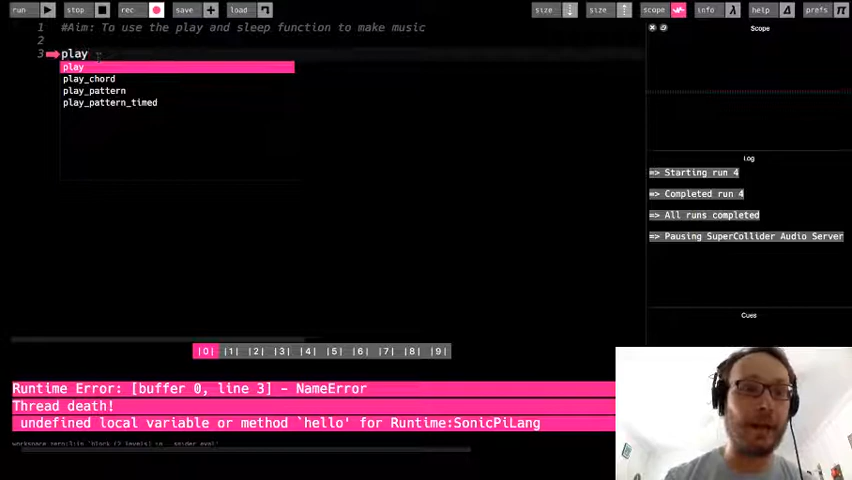 run stop rec save load size size scope info help prefs
1 #Aim: To use the play and sleep function to make music
2
3 play
play
play_chord
play_pattern
play_pattern_timed
Scope
Log
=> Starting run 4
=> Completed run 4
=> All runs completed
=> Pausing SuperCollider Audio Server
Cues
|0| |1| |2| |3| |4| |5| |6| |7| |8| |9|
Runtime Error: [buffer 0, line 3] - NameError
Thread death!
undefined local variable or method `hello' for Runtime:SonicPiLang